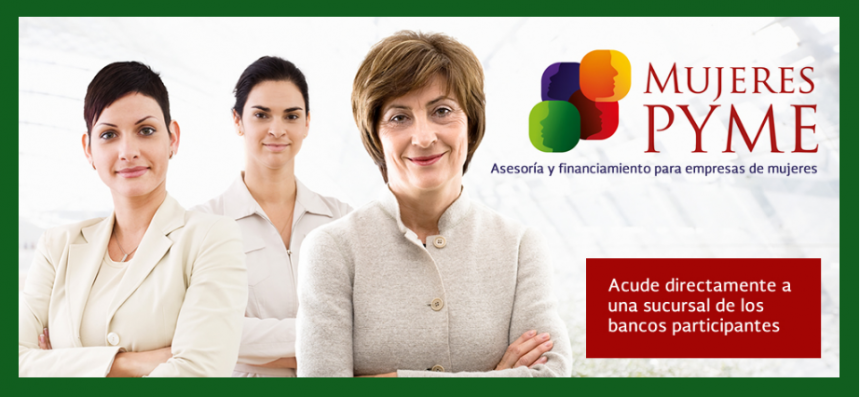 MUJERES
PYME
Asesoría y financiamiento para empresas de mujeres
Acude directamente a
una sucursal de los
bancos participantes